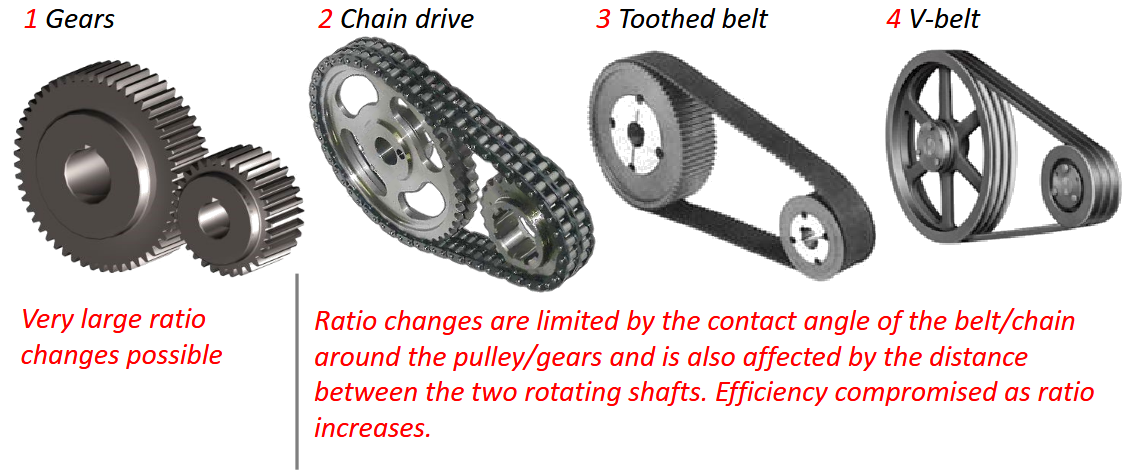 1 Gears
2 Chain drive
3 Toothed belt
4 V-belt
Very large ratio
changes possible
Ratio changes are limited by the contact angle of the belt/chain
around the pulley/gears and is also affected by the distance
between the two rotating shafts. Efficiency compromised as ratio
increases.